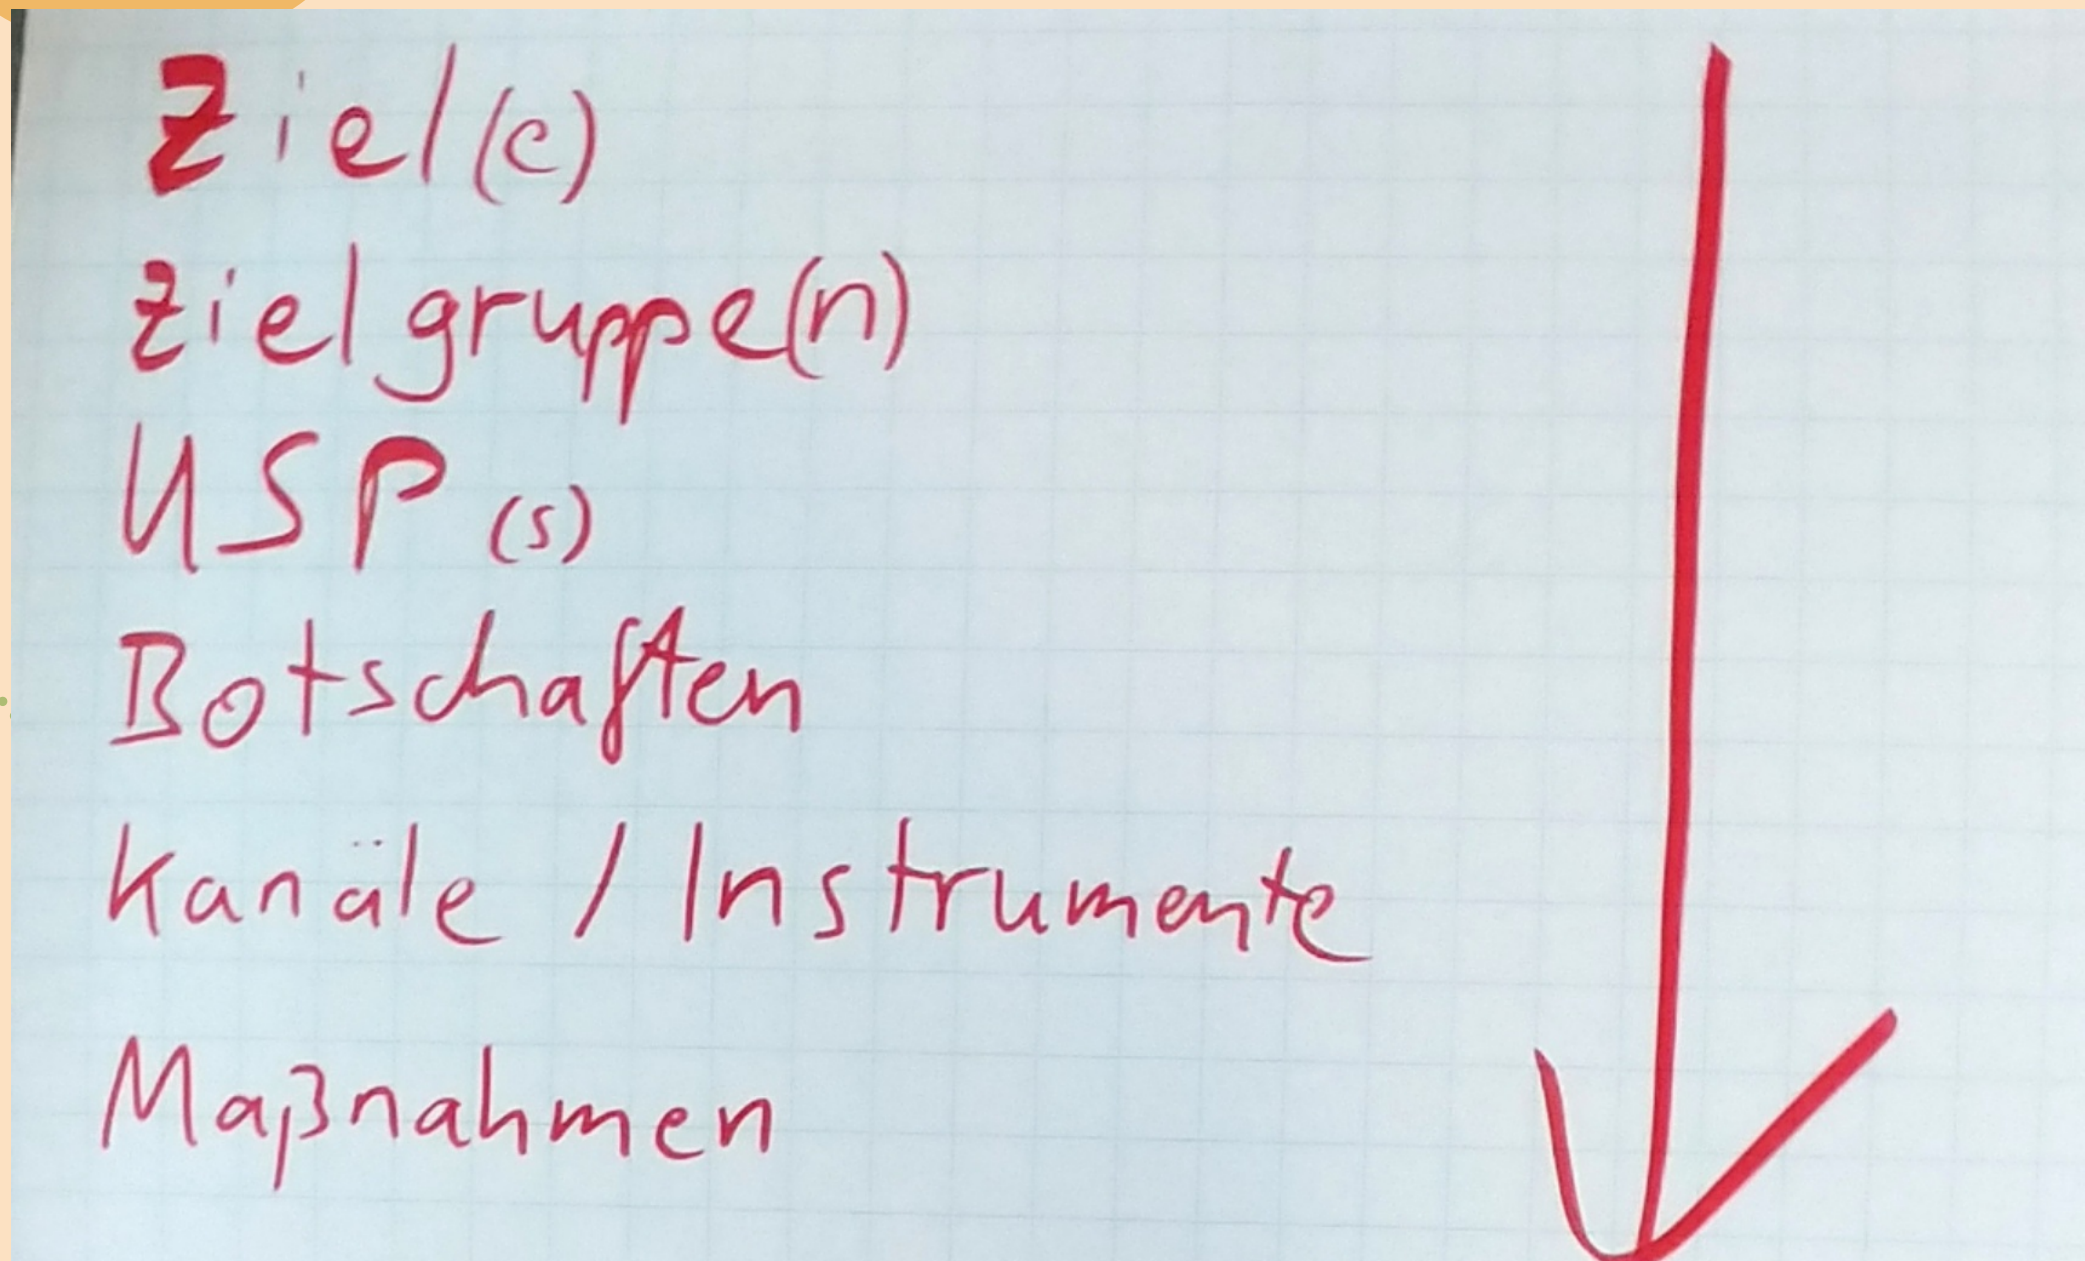 Ziel(e)
Zielgruppe(n)
USP (s)
Botschaften
Kanäle / Instrumente
Maßnahmen